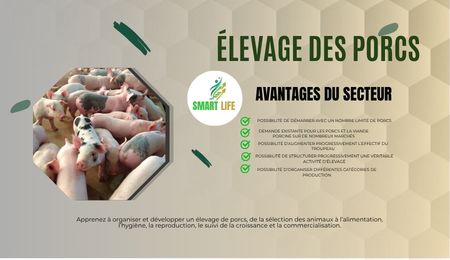 ÉLEVAGE DES PORCS
SMART LIFE
AVANTAGES DU SECTEUR
POSSIBILITÉ DE DÉMARRER AVEC UN NOMBRE LIMITÉ DE PORCS.
DEMANDE EXISTANTE POUR LES PORCS ET LA VIANDE
PORCINE SUR DE NOMBREUX MARCHÉS
POSSIBILITÉ D'AUGMENTER PROGRESSIVEMENT L'EFFECTIF DU
TROUPEAU
POSSIBILITÉ DE STRUCTURER PROGRESSIVEMENT UNE VÉRITABLE
ACTIVITÉ D'ÉLEVAGE
POSSIBILITÉ D'ORGANISER DIFFÉRENTES CATÉGORIES DE
PRODUCTION
Apprenez à organiser et développer un élevage de porcs, de la sélection des animaux à l'alimentation,
l'hygiène, la reproduction, le suivi de la croissance et la commercialisation.